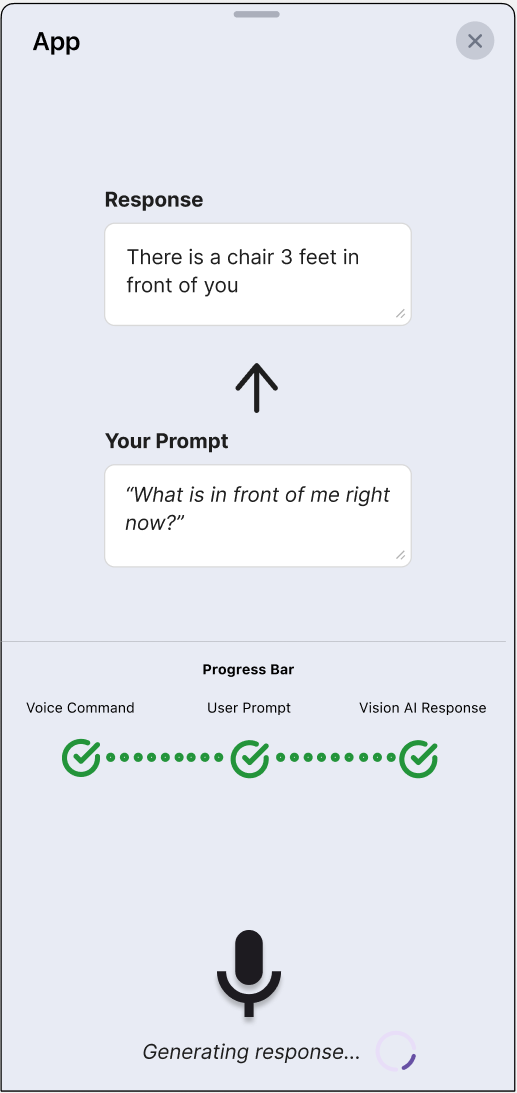 App
Response
There is a chair 3 feet in
front of you
Your Prompt
“What is in front of me right
now?”
Progress Bar
Voice Command
User Prompt
Vision AI Response
Generating response...